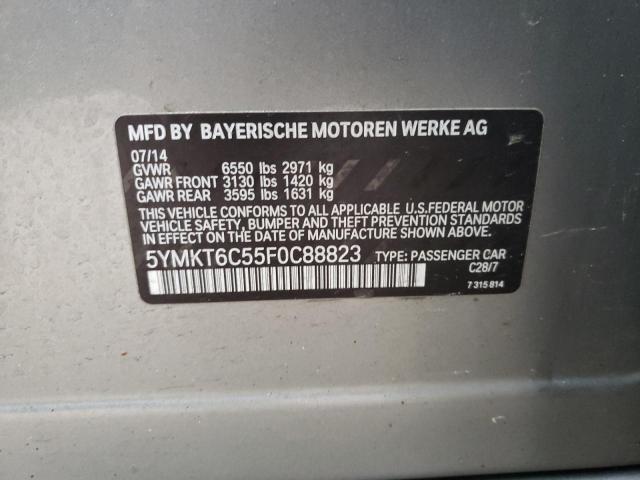 MFD BY BAYERISCHE MOTOREN WERKE AG
07/14
GVWR 6550 lbs 2971 kg
GAWR FRONT 3130 lbs 1420 kg
GAWR REAR 3595 lbs 1631 kg
THIS VEHICLE CONFORMS TO ALL APPLICABLE U.S.FEDERAL MOTOR
VEHICLE SAFETY, BUMPER AND THEFT PREVENTION STANDARDS
IN EFFECT ON THE DATE OF MANUFACTURE SHOWN ABOVE.
5YMKT6C55F0C88823 TYPE: PASSENGER CAR
C28/7
7 315 814